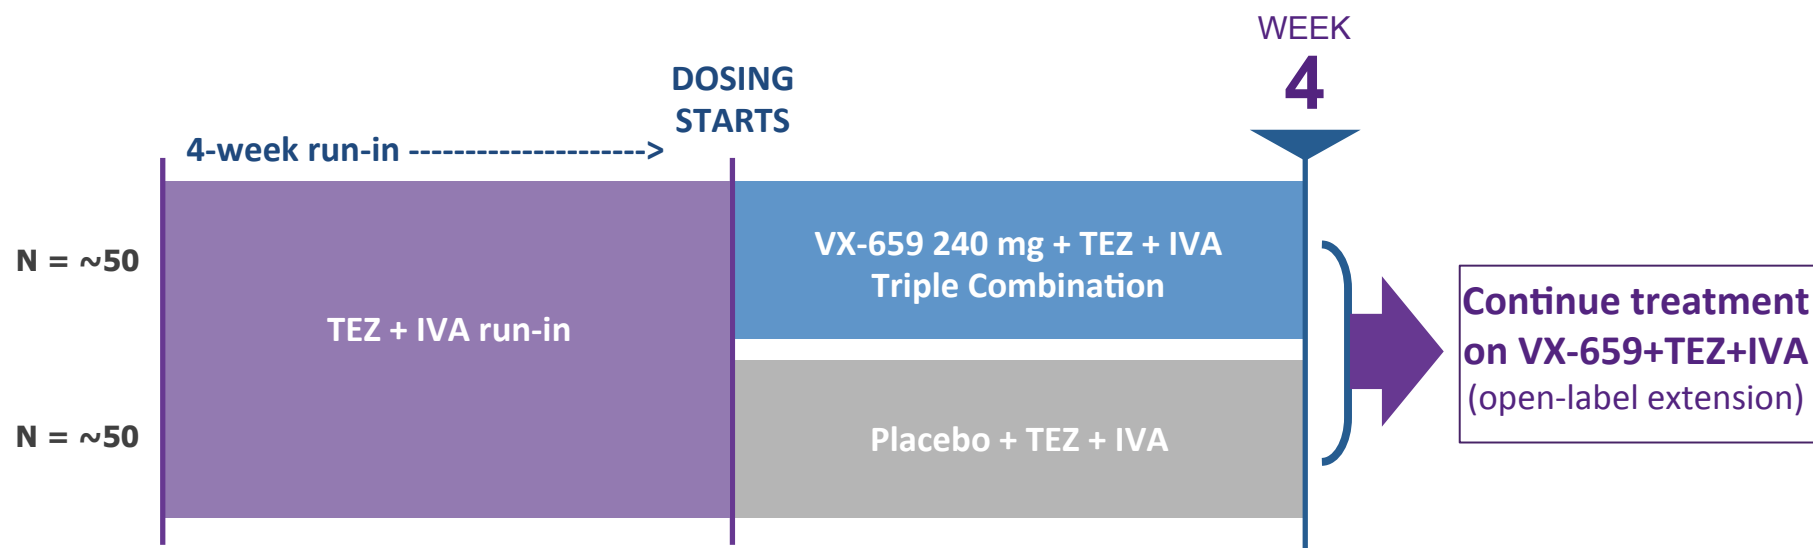 WEEK
4
DOSING
STARTS
4-week run-in --------------------->
N = ~50
TEZ + IVA run-in
VX-659 240 mg + TEZ + IVA
Triple Combination
N = ~50
Placebo + TEZ + IVA
Continue treatment
on VX-659+TEZ+IVA
(open-label extension)